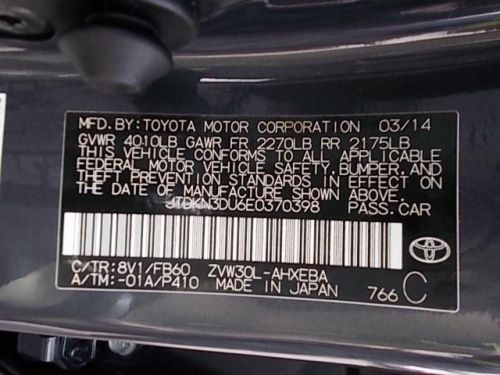 MFD. BY: TOYOTA MOTOR CORPORATION 03/14
GVWR 4010LB GAWR FR 2270LB RR 2175LB
THIS VEHICLE CONFORMS TO ALL APPLICABLE
FEDERAL MOTOR VEHICLE SAFETY, BUMPER, AND
THEFT PREVENTION STANDARDS IN EFFECT ON
THE DATE OF MANUFACTURE SHOWN ABOVE.
JTDKN3DU6E0370398 PASS. CAR
C/TR: 8V1/FB60 ZVW30L-AHXEBA
A/TM: -01A/P410 MADE IN JAPAN 766 C
TOYOTA